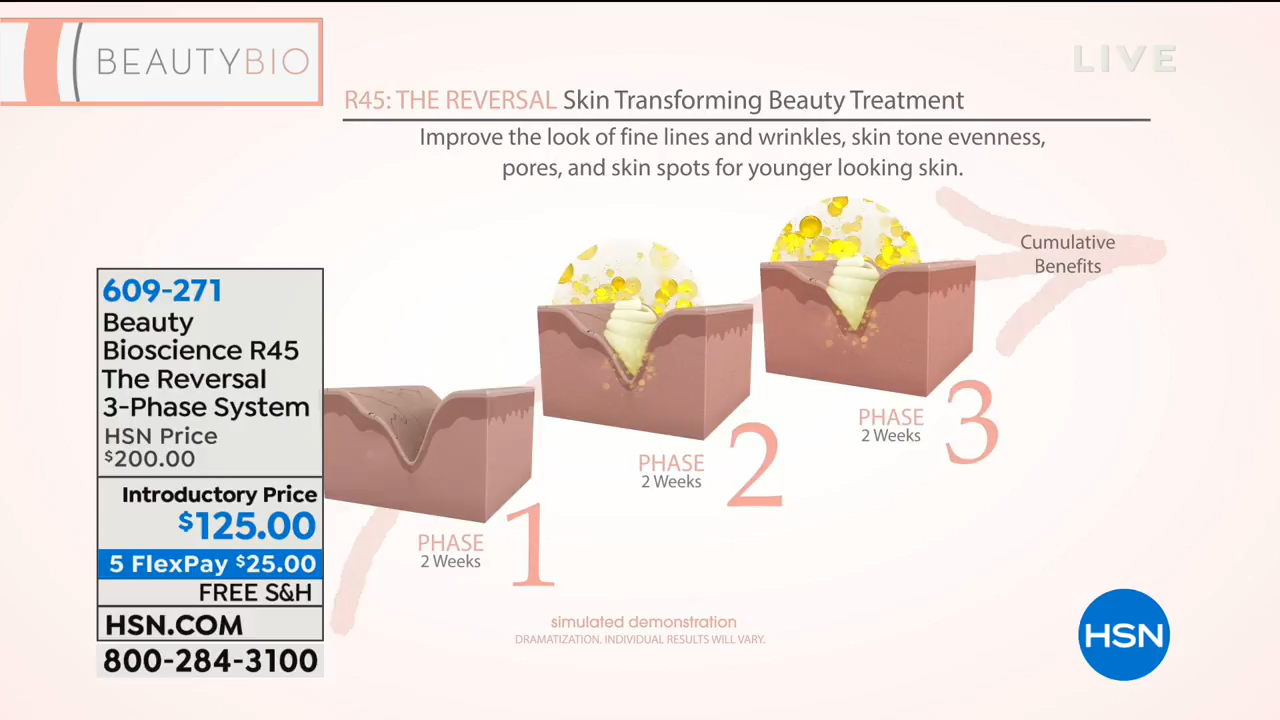 BEAUTYBIO
LIVE
R45: THE REVERSAL Skin Transforming Beauty Treatment
Improve the look of fine lines and wrinkles, skin tone evenness,
pores, and skin spots for younger looking skin.
Cumulative
Benefits
609-271
Beauty
Bioscience R45
The Reversal
3-Phase System
HSN Price
$200.00
Introductory Price
$125.00
5 FlexPay $25.00
FREE S&H
HSN.COM
800-284-3100
PHASE 1
2 Weeks
PHASE 2
2 Weeks
PHASE 3
2 Weeks
simulated demonstration
DRAMATIZATION. INDIVIDUAL RESULTS WILL VARY.
HSN